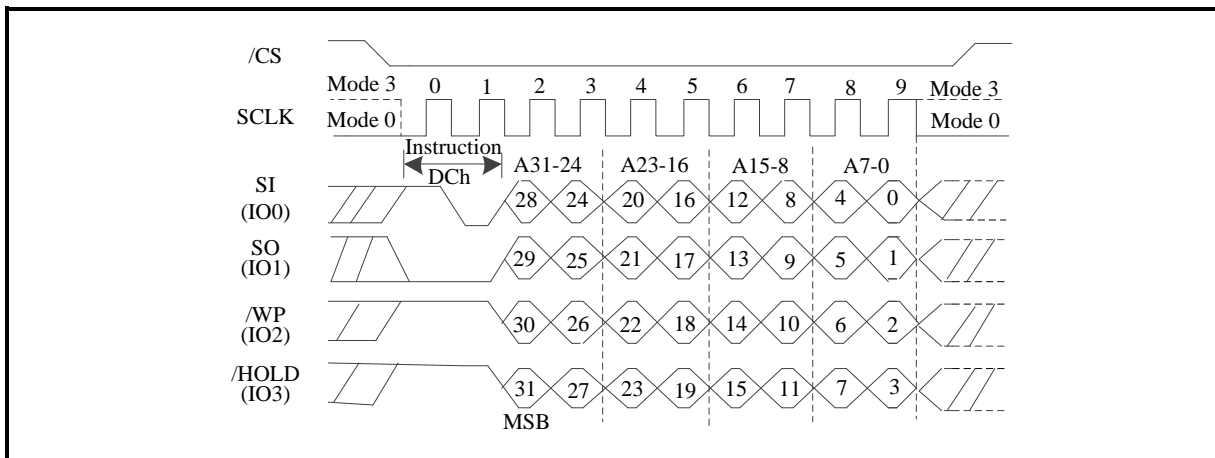 /CS
Mode 3 0 1 2 3 4 5 6 7 8 9 Mode 3
SCLK
Mode 0 Mode 0
Instruction
DCh
A31-24 A23-16 A15-8 A7-0
SI
(IO0)
28 24 20 16 12 8 4 0
SO
(IO1)
29 25 21 17 13 9 5 1
/WP
(IO2)
30 26 22 18 14 10 6 2
/HOLD
(IO3)
31 27 23 19 15 11 7 3
MSB